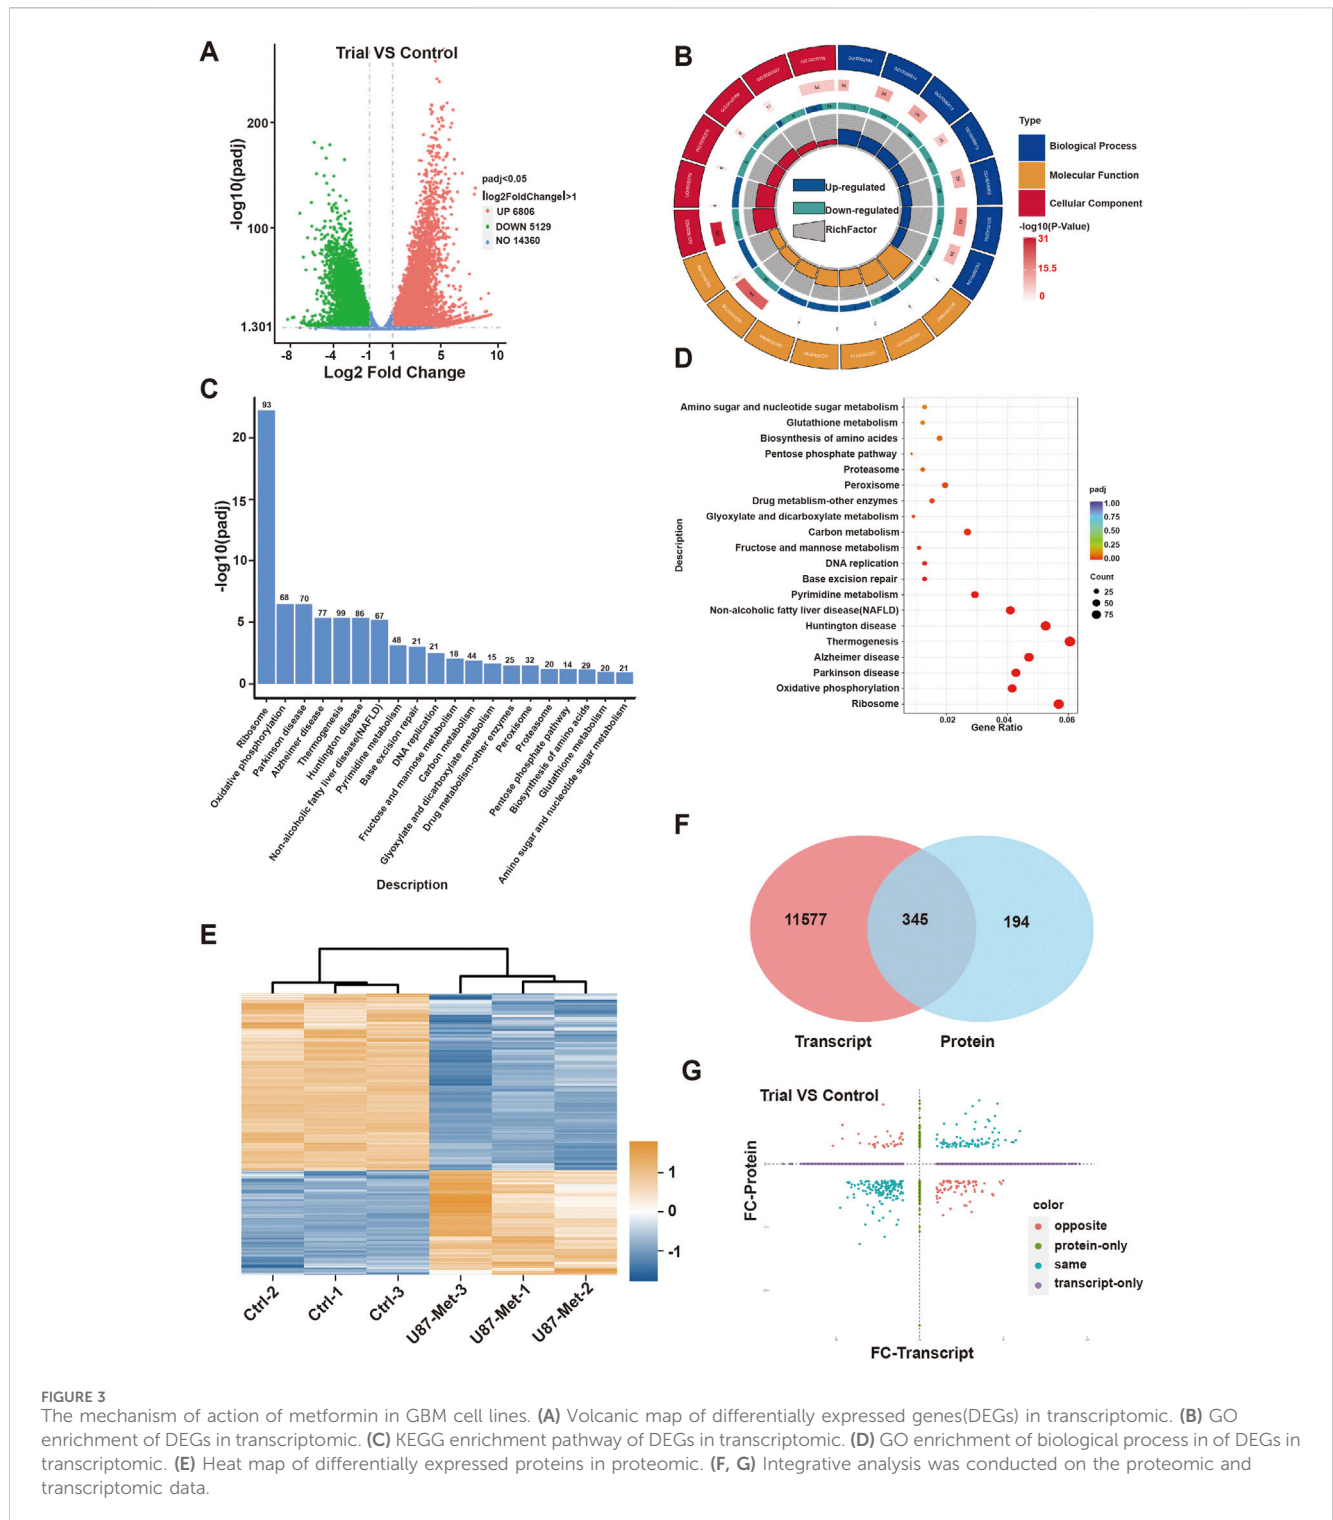 A
Trial VS Control
-log10(padj)
200
100
1.301
-8
-4
-1
1
5
10
Log2 Fold Change
padj<0.05
|log2FoldChange|>1
UP 6806
DOWN 5129
NO 14360
B
Type
Biological Process
Molecular Function
Cellular Component
-log10(P-Value)
31
15.5
0
Up-regulated
Down-regulated
RichFactor
C
-log10(padj)
20
15
10
5
0
93
68
70
77
99
86
67
48
21
21
18
44
15
25
32
20
14
29
20
21
Ribosome
Oxidative phosphorylation
Parkinson disease
Alzhimer disease
Thermogenesis
Huntington disease
Non-alcoholic fatty liver disease(NAFLD)
Pyrimidine metabolism
Base excision repair
DNA replication
Fructose and mannose metabolism
Carbon metabolism
Glyoxylate and dicarboxylate metabolism
Drug metabolism-other enzymes
Peroxisome
Proteasome
Pentose phosphate pathway
Biosynthesis of amino acids
Glutathione metabolism
Amino sugar and nucleotide sugar metabolism
Description
D
Description
Amino sugar and nucleotide sugar metabolism
Glutathione metabolism
Biosynthesis of amino acides
Pentose phosphate pathway
Proteasome
Peroxisome
Drug metablism-other enzymes
Glyoxylate and dicarboxylate metabolism
Carbon metabolism
Fructose and mannose metabolism
DNA replication
Base excision repair
Pyrimidine metabolism
Non-alcoholic fatty liver disease(NAFLD)
Huntington disease
Thermogenesis
Alzheimer disease
Parkinson disease
Oxidative phosphorylation
Ribosome
0.02
0.04
0.06
Gene Ratio
padj
1.00
0.75
0.50
0.25
0.00
Count
25
50
75
E
Ctrl-2
Ctrl-1
Ctrl-3
U87-Met-3
U87-Met-1
U87-Met-2
1
0
-1
F
11577
345
194
Transcript
Protein
G
Trial VS Control
FC-Protein
FC-Transcript
color
opposite
protein-only
same
transcript-only
FIGURE 3
The mechanism of action of metformin in GBM cell lines. (A) Volcanic map of differentially expressed genes(DEGs) in transcriptomic. (B) GO
enrichment of DEGs in transcriptomic. (C) KEGG enrichment pathway of DEGs in transcriptomic. (D) GO enrichment of biological process in of DEGs in
transcriptomic. (E) Heat map of differentially expressed proteins in proteomic. (F, G) Integrative analysis was conducted on the proteomic and
transcriptomic data.